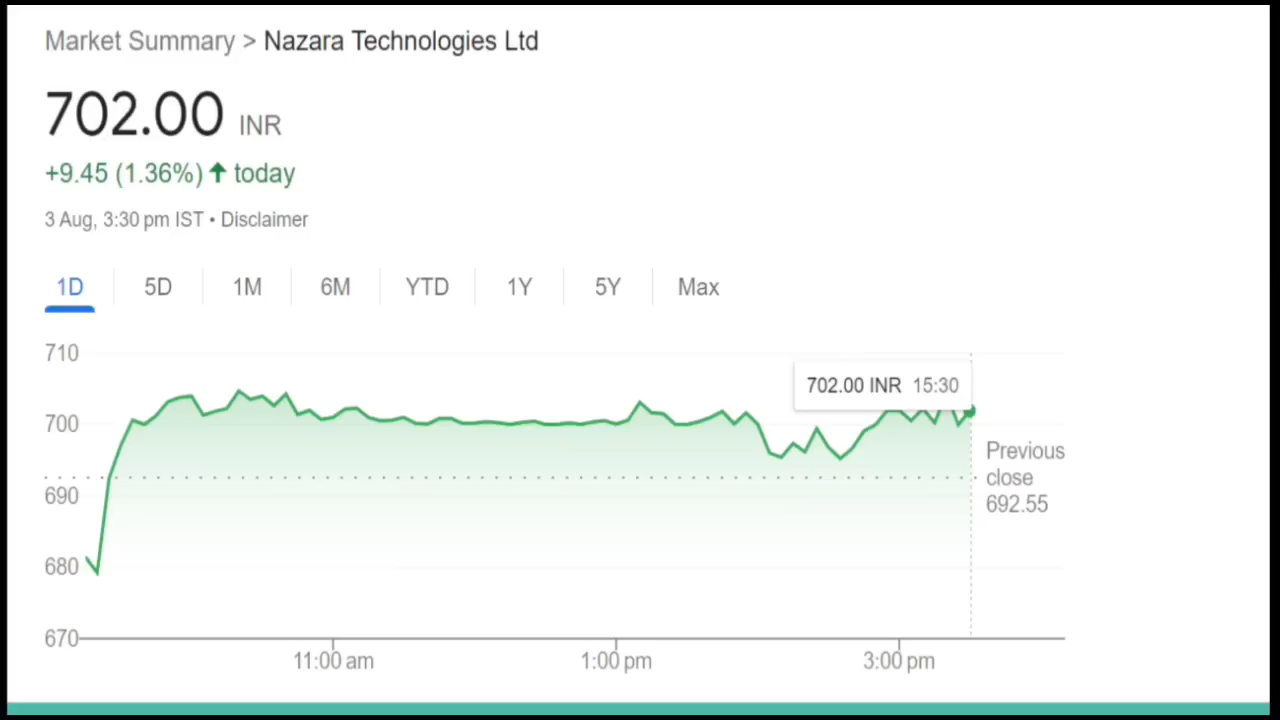 Market Summary > Nazara Technologies Ltd
702.00 INR
+9.45 (1.36%) ↑ today
3 Aug, 3:30 pm IST • Disclaimer
1D 5D 1M 6M YTD 1Y 5Y Max
710
702.00 INR 15:30
700
Previous
close
692.55
690
680
670
11:00 am 1:00 pm 3:00 pm